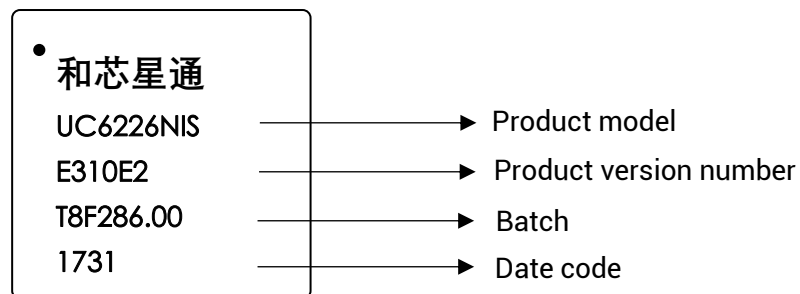 和芯星通
UC6226NIS
Product model
E310E2
Product version number
T8F286.00
Batch
1731
Date code